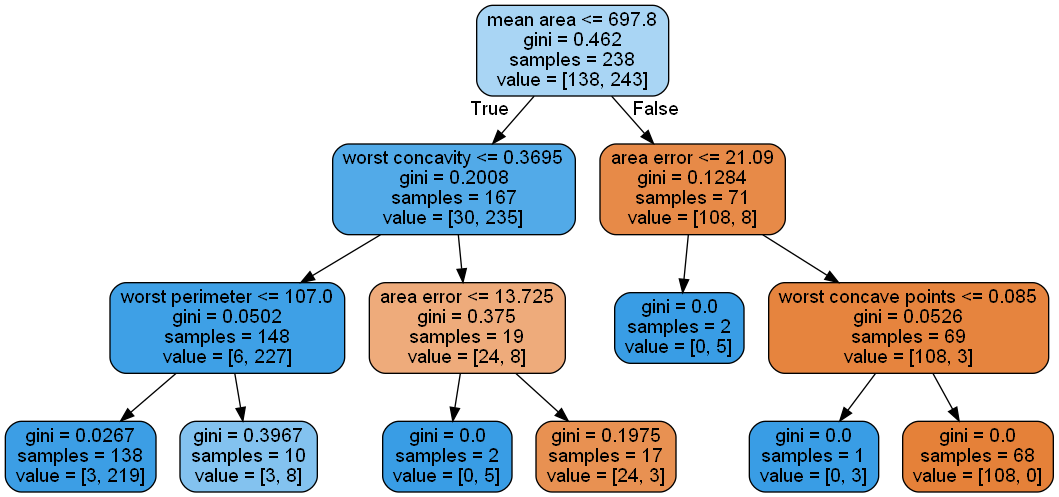 mean area <= 697.8
gini = 0.462
samples = 238
value = [138, 243]
True
False
worst concavity <= 0.3695
gini = 0.2008
samples = 167
value = [30, 235]
area error <= 21.09
gini = 0.1284
samples = 71
value = [108, 8]
worst perimeter <= 107.0
gini = 0.0502
samples = 148
value = [6, 227]
area error <= 13.725
gini = 0.375
samples = 19
value = [24, 8]
gini = 0.0
samples = 2
value = [0, 5]
worst concave points <= 0.085
gini = 0.0526
samples = 69
value = [108, 3]
gini = 0.0267
samples = 138
value = [3, 219]
gini = 0.3967
samples = 10
value = [3, 8]
gini = 0.0
samples = 2
value = [0, 5]
gini = 0.1975
samples = 17
value = [24, 3]
gini = 0.0
samples = 1
value = [0, 3]
gini = 0.0
samples = 68
value = [108, 0]